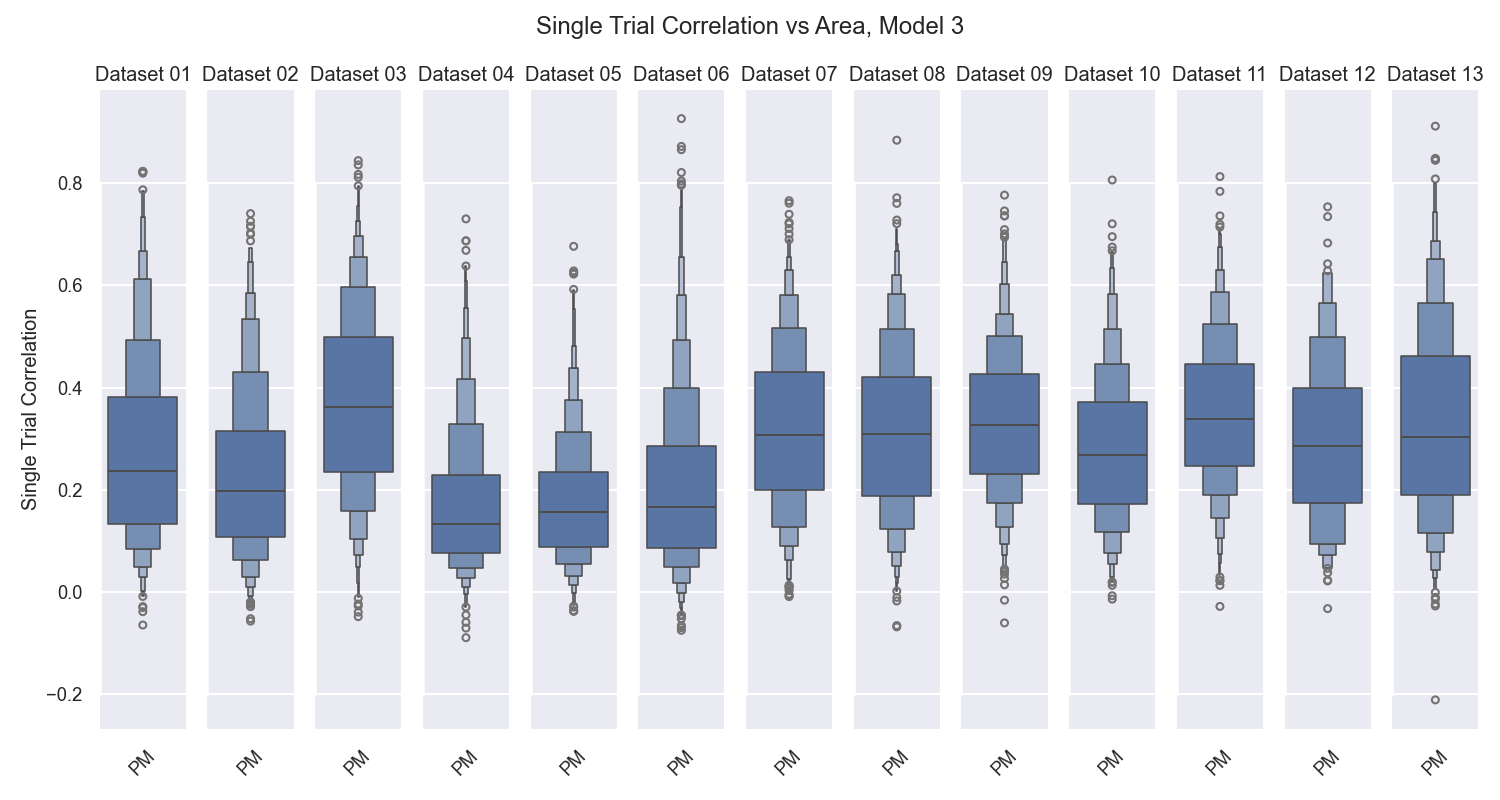 Single Trial Correlation vs Area, Model 3
Dataset 01 Dataset 02 Dataset 03 Dataset 04 Dataset 05 Dataset 06 Dataset 07 Dataset 08 Dataset 09 Dataset 10 Dataset 11 Dataset 12 Dataset 13
Single Trial Correlation
0.8
0.6
0.4
0.2
0.0
−0.2
PM PM PM PM PM PM PM PM PM PM PM PM PM